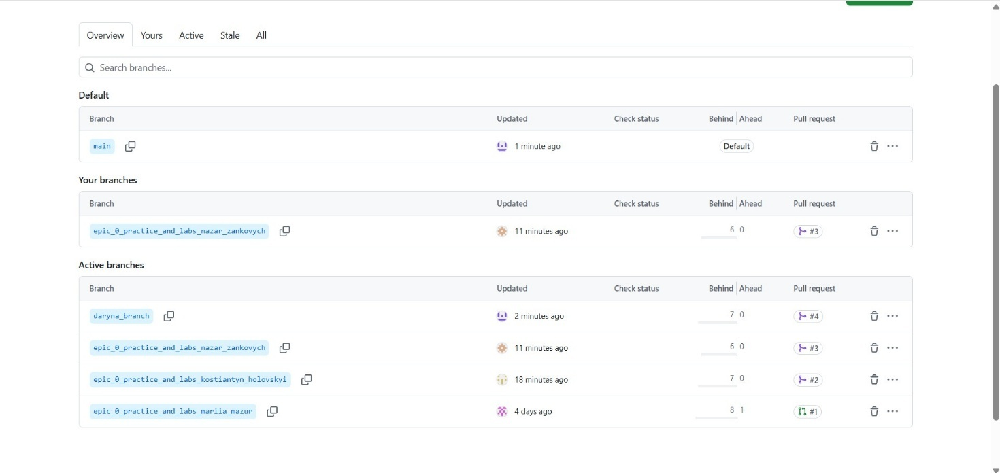 Overview Yours Active Stale All
Search branches...
Default
Branch Updated Check status Behind Ahead Pull request
main 1 minute ago Default
Your branches
Branch Updated Check status Behind Ahead Pull request
epic_0_practice_and_labs_nazar_zankovych 11 minutes ago 6 0 #3
Active branches
Branch Updated Check status Behind Ahead Pull request
daryna_branch 2 minutes ago 7 0 #4
epic_0_practice_and_labs_nazar_zankovych 11 minutes ago 6 0 #3
epic_0_practice_and_labs_kostiantyn_holovskyi 18 minutes ago 7 0 #2
epic_0_practice_and_labs_mariia_mazur 4 days ago 8 1 #1